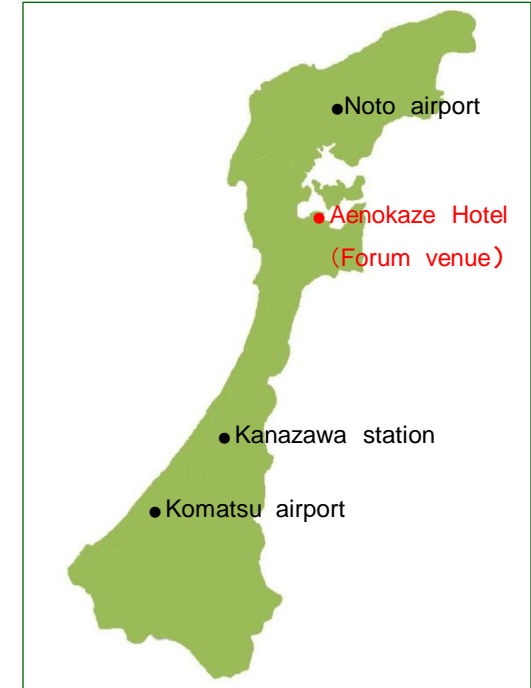 Noto airport
Aenokaze Hotel
（Forum venue）
Kanazawa station
Komatsu airport